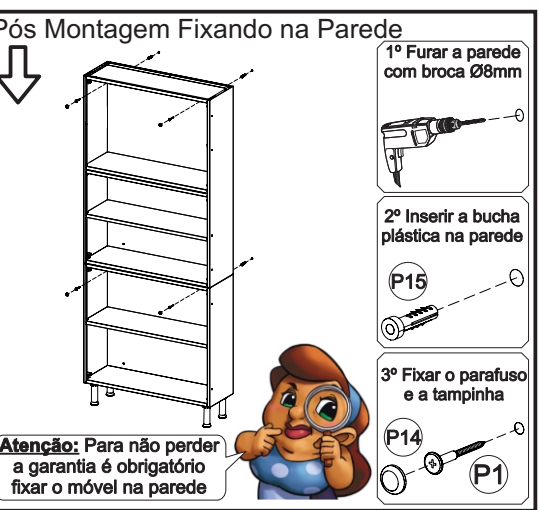 Pós Montagem Fixando na Parede
1º Furar a parede
com broca Ø8mm
2º Inserir a bucha
plástica na parede
P15
3º Fixar o parafuso
e a tampinha
P14
P1
Atenção: Para não perder
a garantia é obrigatório
fixar o móvel na parede